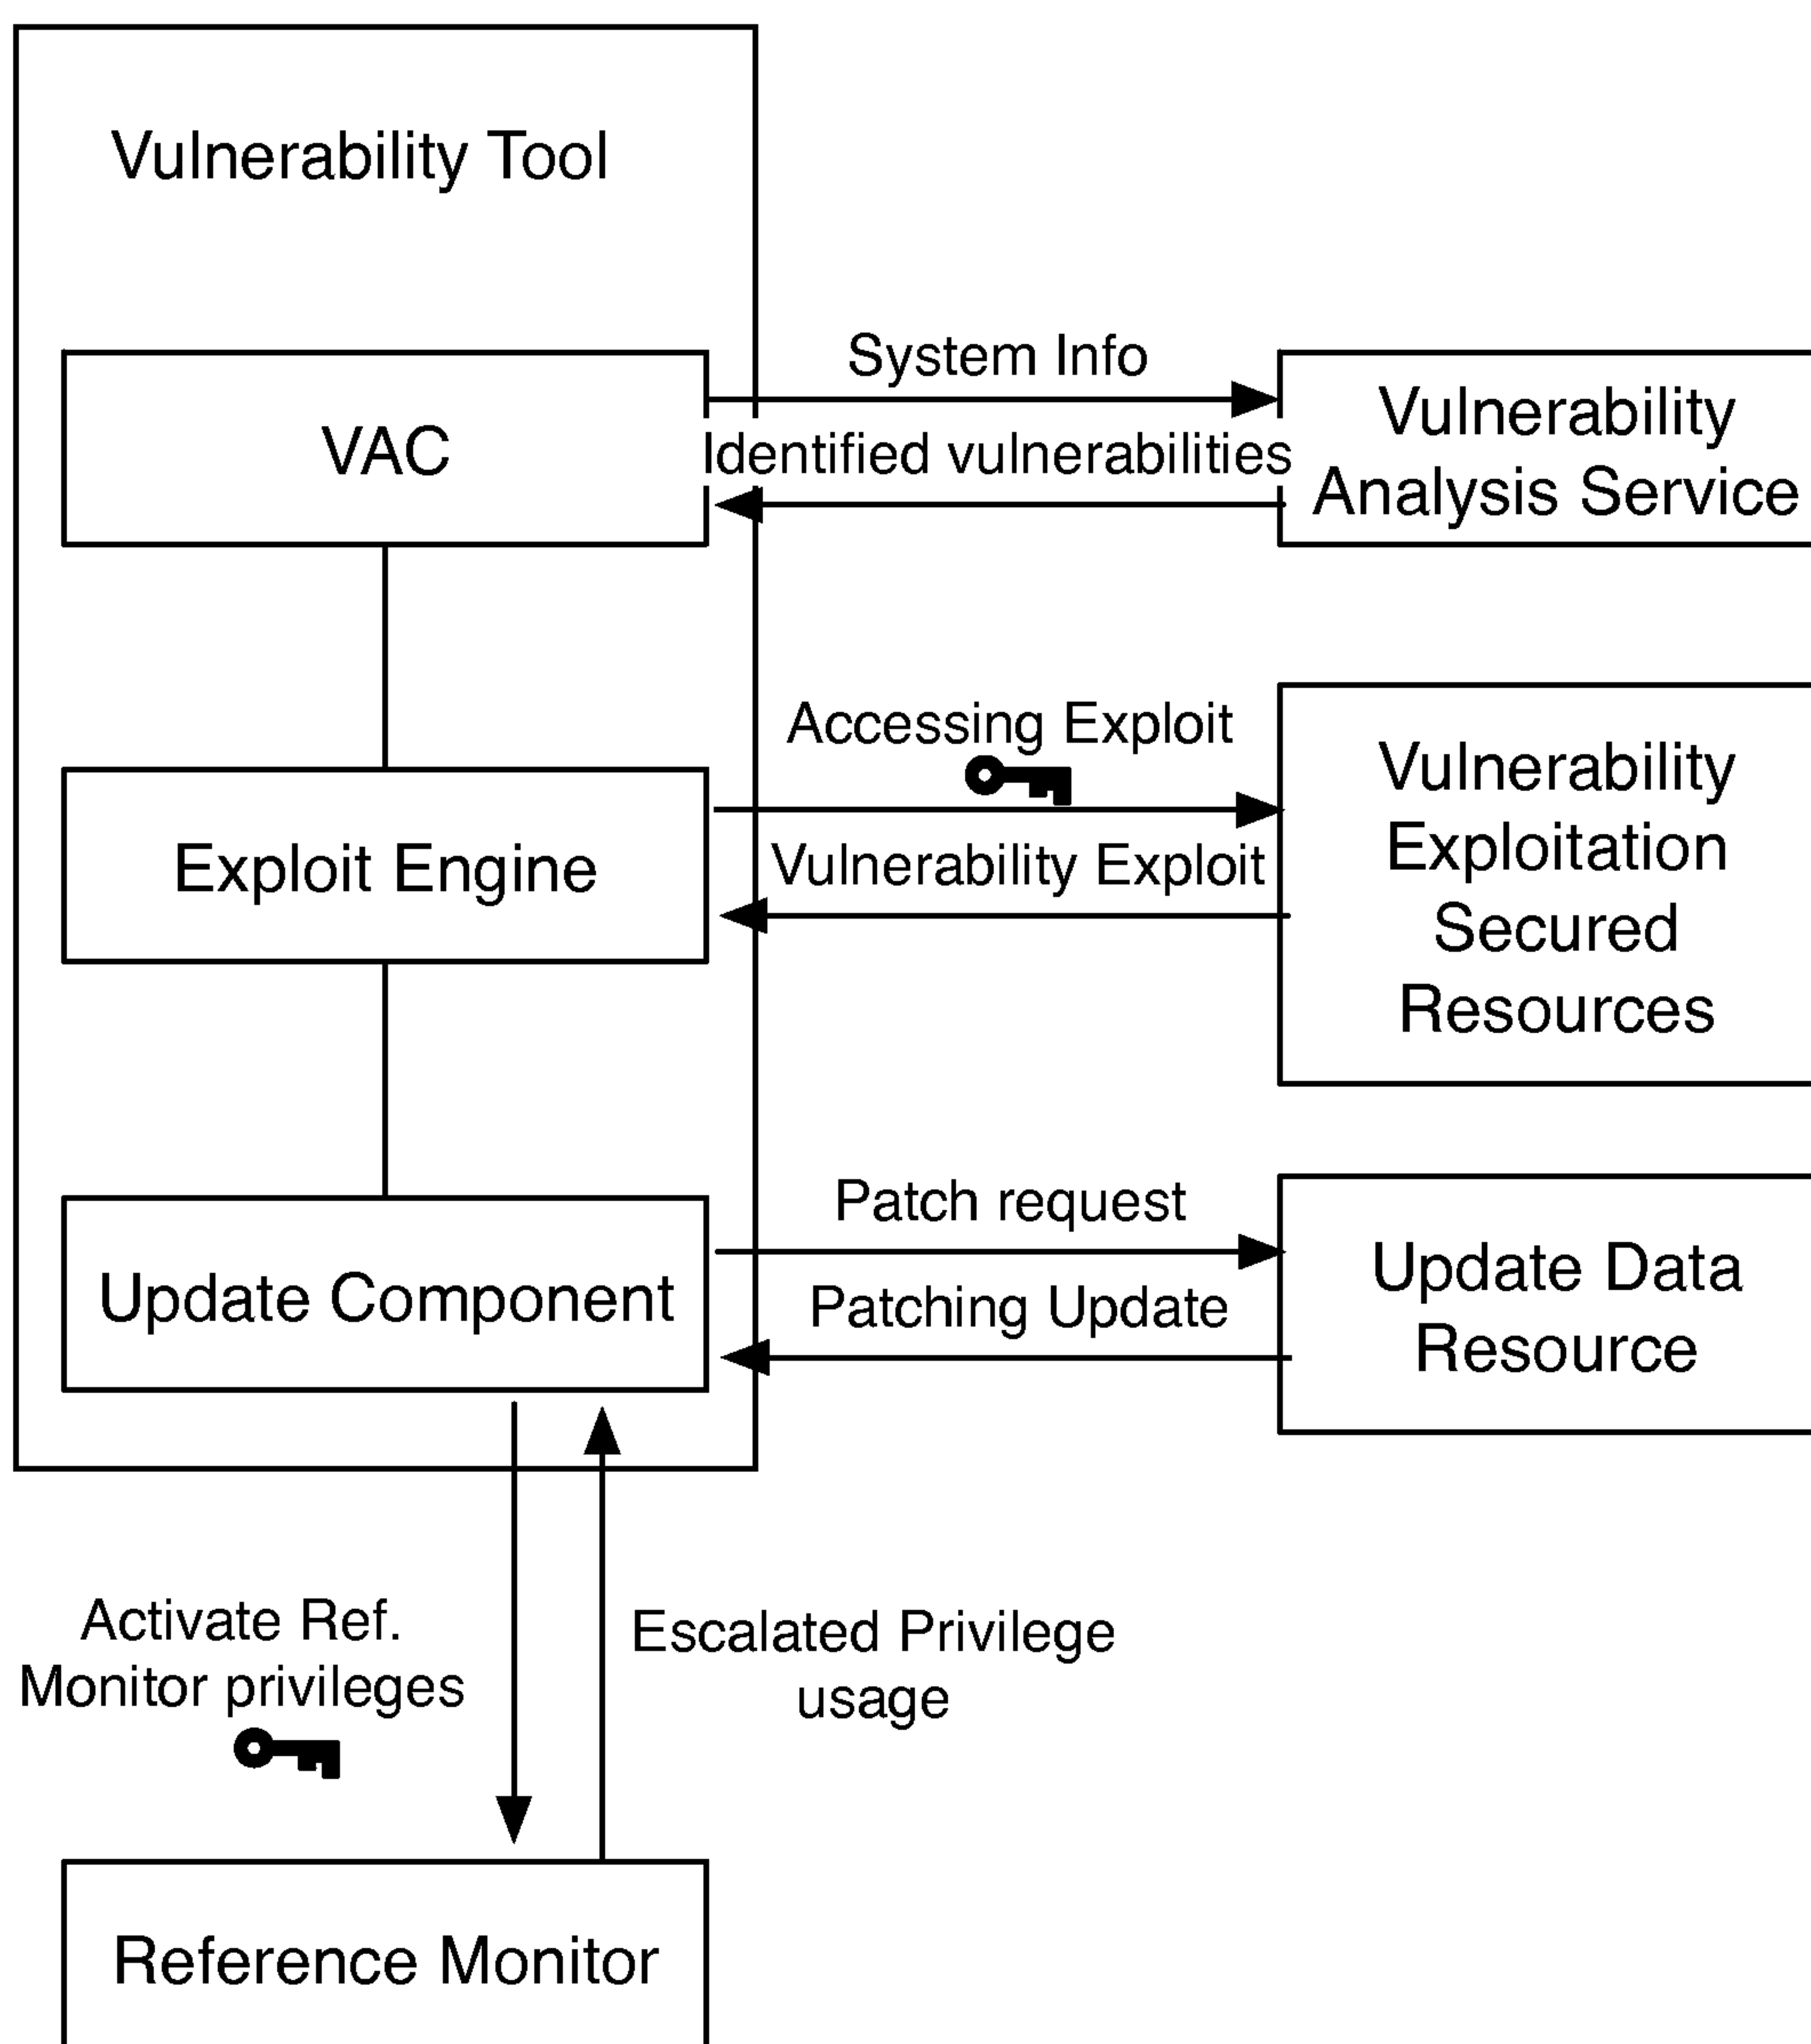 Vulnerability Tool
System Info
VAC
Identified vulnerabilities
Vulnerability
Analysis Service
Accessing Exploit
Exploit Engine
Vulnerability Exploit
Vulnerability
Exploitation
Secured
Resources
Patch request
Update Component
Patching Update
Update Data
Resource
Activate Ref.
Monitor privileges
Escalated Privilege
usage
Reference Monitor